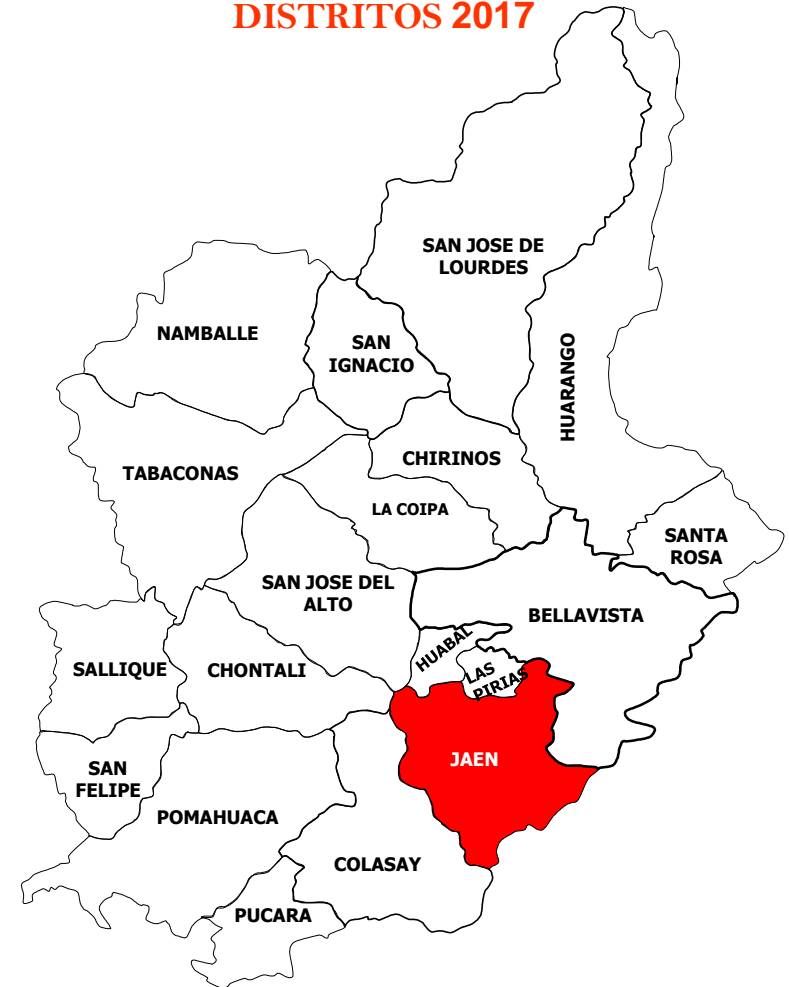 DISTRITOS 2017
SAN JOSE DE
LOURDES
NAMBALLE
SAN
IGNACIO
HUARANGO
CHIRINOS
TABACONAS
LA COIPA
SANTA
ROSA
SAN JOSE DEL
ALTO
BELLAVISTA
HUABAL
SALLIQUE
CHONTALI
LAS
PIRIAS
JAEN
SAN
FELIPE
POMAHUACA
COLASAY
PUCARA